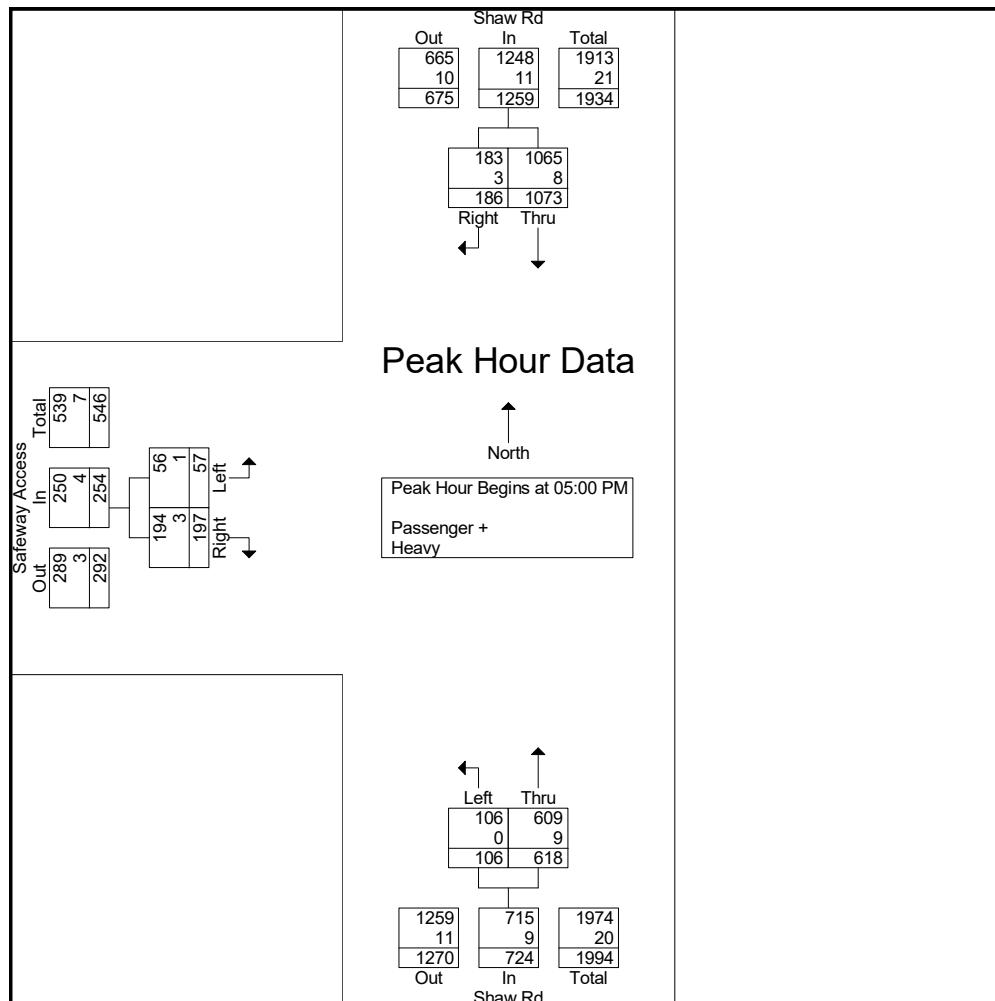 Shaw Rd
Out In Total
665 1248 1913
10 11 21
675 1259 1934
183 1065
3 8
186 1073
Right Thru
Peak Hour Data
North
Peak Hour Begins at 05:00 PM
Passenger +
Heavy
Safeway Access
Out In Total
289 250 539
3 4 7
292 254 546
194 56
3 1
197 57
Right Left
Left Thru
106 609
0 9
106 618
1259 715 1974
11 9 20
1270 724 1994
Out In Total
Shaw Rd